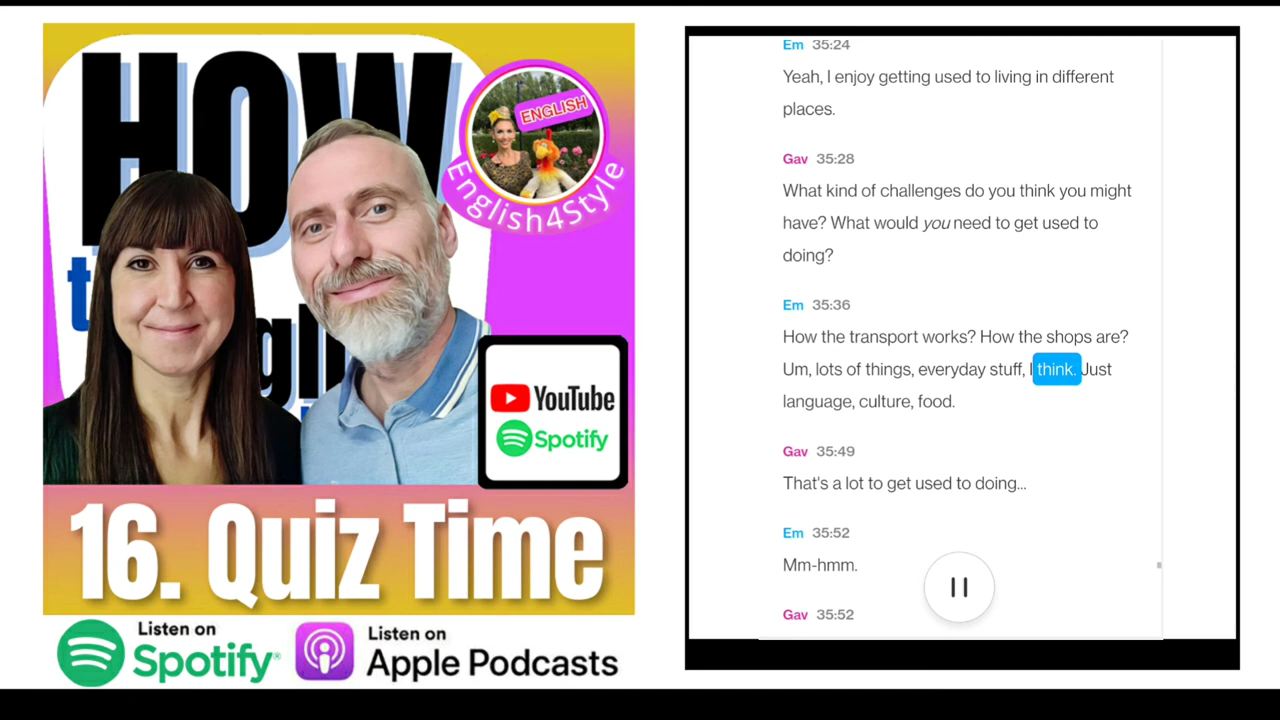 HOW
ENGLISH
English4Style
t
gl
YouTube
Spotify
16. Quiz Time
Listen on
Spotify
Listen on
Apple Podcasts
Em 35:24
Yeah, I enjoy getting used to living in different
places.
Gav 35:28
What kind of challenges do you think you might
have? What would you need to get used to
doing?
Em 35:36
How the transport works? How the shops are?
Um, lots of things, everyday stuff, I think. Just
language, culture, food.
Gav 35:49
That's a lot to get used to doing...
Em 35:52
Mm-hmm.
Gav 35:52